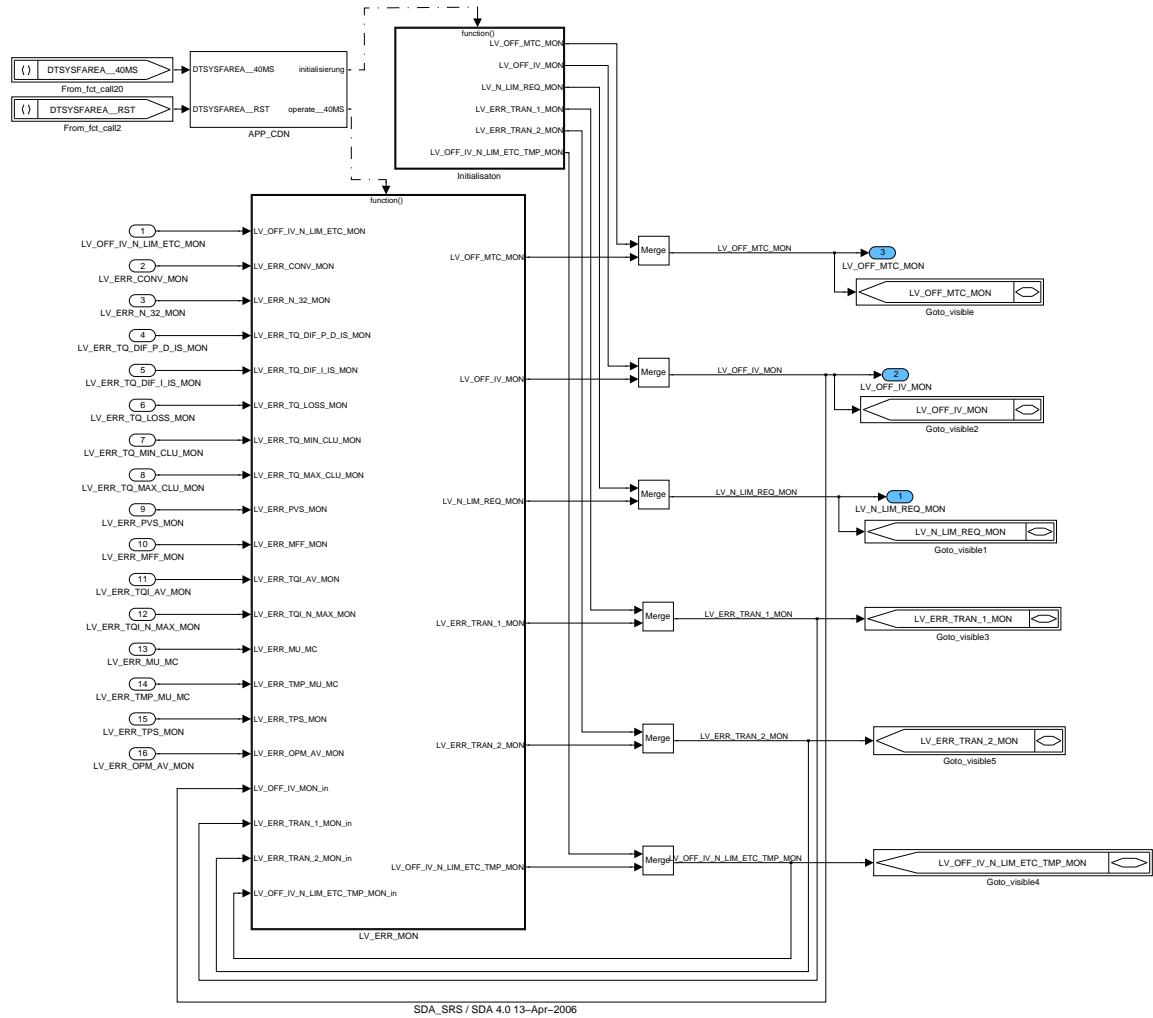 function()
LV_OFF_MTC_MON
LV_OFF_IV_MON
LV_N_LIM_REQ_MON
LV_ERR_TRAN_1_MON
LV_ERR_TRAN_2_MON
LV_OFF_IV_N_LIM_ETC_TMP_MON
Initialisaton
DTSYSFAREA__40MS
From_fct_call20
DTSYSFAREA__RST
From_fct_call2
DTSYSFAREA__40MS
initialisierung
DTSYSFAREA__RST
operate__40MS
APP_CDN
function()
1
LV_OFF_IV_N_LIM_ETC_MON
2
LV_ERR_CONV_MON
3
LV_ERR_N_32_MON
4
LV_ERR_TQ_DIF_P_D_IS_MON
5
LV_ERR_TQ_DIF_I_IS_MON
6
LV_ERR_TQ_LOSS_MON
7
LV_ERR_TQ_MIN_CLU_MON
8
LV_ERR_TQ_MAX_CLU_MON
9
LV_ERR_PVS_MON
10
LV_ERR_MFF_MON
11
LV_ERR_TQI_AV_MON
12
LV_ERR_TQI_N_MAX_MON
13
LV_ERR_MU_MC
14
LV_ERR_TMP_MU_MC
15
LV_ERR_TPS_MON
16
LV_ERR_OPM_AV_MON
LV_OFF_IV_N_LIM_ETC_MON
LV_ERR_CONV_MON
LV_ERR_N_32_MON
LV_ERR_TQ_DIF_P_D_IS_MON
LV_ERR_TQ_DIF_I_IS_MON
LV_ERR_TQ_LOSS_MON
LV_ERR_TQ_MIN_CLU_MON
LV_ERR_TQ_MAX_CLU_MON
LV_ERR_PVS_MON
LV_ERR_MFF_MON
LV_ERR_TQI_AV_MON
LV_ERR_TQI_N_MAX_MON
LV_ERR_MU_MC
LV_ERR_TMP_MU_MC
LV_ERR_TPS_MON
LV_ERR_OPM_AV_MON
LV_OFF_IV_MON_in
LV_ERR_TRAN_1_MON_in
LV_ERR_TRAN_2_MON_in
LV_OFF_IV_N_LIM_ETC_TMP_MON_in
LV_OFF_MTC_MON
LV_OFF_IV_MON
LV_N_LIM_REQ_MON
LV_ERR_TRAN_1_MON
LV_ERR_TRAN_2_MON
LV_OFF_IV_N_LIM_ETC_TMP_MON
LV_ERR_MON
Merge
LV_OFF_MTC_MON
3
LV_OFF_MTC_MON
LV_OFF_MTC_MON
Goto_visible
Merge
LV_OFF_IV_MON
2
LV_OFF_IV_MON
LV_OFF_IV_MON
Goto_visible2
Merge
LV_N_LIM_REQ_MON
1
LV_N_LIM_REQ_MON
LV_N_LIM_REQ_MON
Goto_visible1
Merge
LV_ERR_TRAN_1_MON
LV_ERR_TRAN_1_MON
Goto_visible3
Merge
LV_ERR_TRAN_2_MON
LV_ERR_TRAN_2_MON
Goto_visible5
Merge
LV_OFF_IV_N_LIM_ETC_TMP_MON
LV_OFF_IV_N_LIM_ETC_TMP_MON
Goto_visible4
SDA_SRS / SDA 4.0 13–Apr–2006